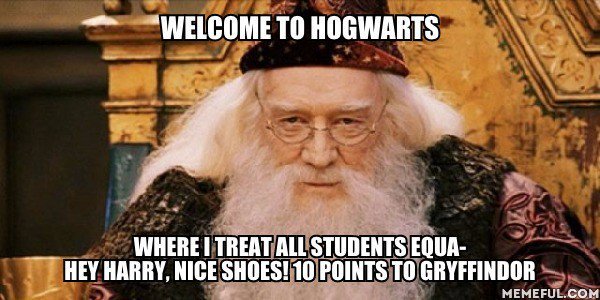 WELCOME TO HOGWARTS
WHERE I TREAT ALL STUDENTS EQUA-
HEY HARRY, NICE SHOES! 10 POINTS TO GRYFFINDOR
MEMEFUL.COM